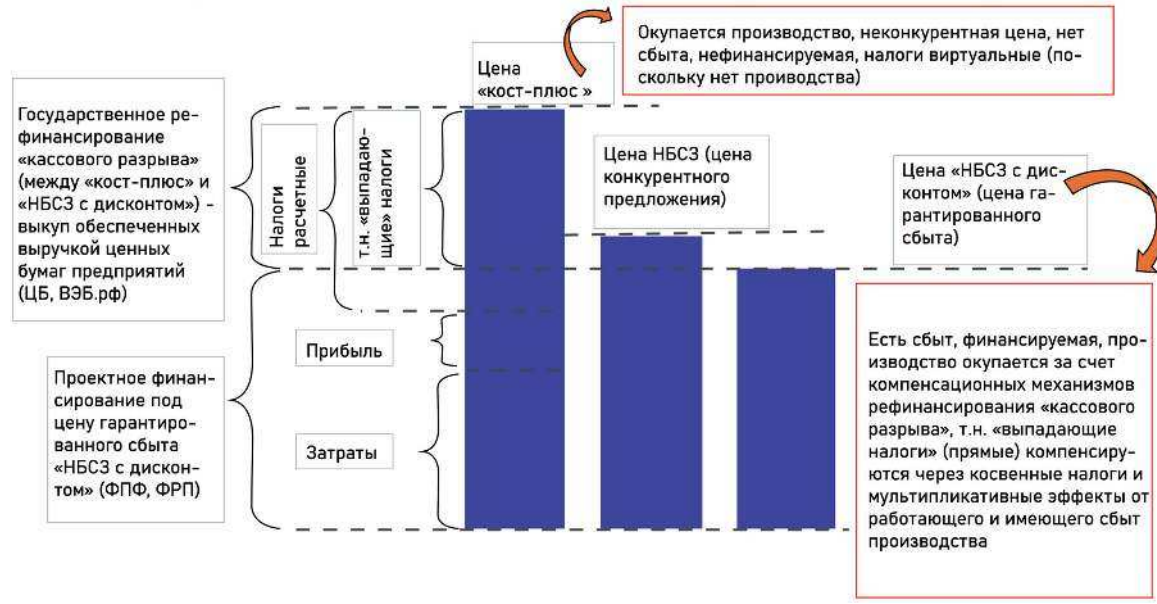 Окупается производство, неконкурентная цена, нет
сбыта, нефинансируемая, налоги виртуальные (по-
скольку нет проиводства)
Цена
«кост-плюс »
Государственное ре-
финансирование
«кассового разрыва»
(между «кост-плюс» и
«НБСЗ с дисконтом») -
выкуп обеспеченных
выручкой ценных
бумаг предприятий
(ЦБ, ВЭБ.рф)
Налоги
расчетные
т.н. «выпадаю-
щие» налоги
Цена НБСЗ (цена
конкурентного
предложения)
Цена «НБСЗ с дис-
контом» (цена га-
рантированного
сбыта)
Прибыль
Проектное финан-
сирование под
цену гарантиро-
ванного сбыта
«НБСЗ с дискон-
том» (ФПФ, ФРП)
Затраты
Есть сбыт, финансируемая, про-
изводство окупается за счет
компенсационных механизмов
рефинансирования «кассового
разрыва», т.н. «выпадающие
налоги» (прямые) компенсиру-
ются через косвенные налоги и
мультипликативные эффекты от
работающего и имеющего сбыт
производства